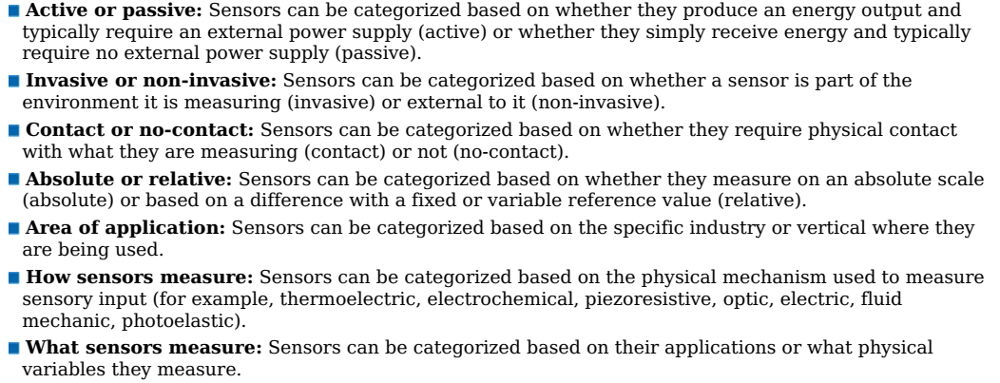 ■ Active or passive: Sensors can be categorized based on whether they produce an energy output and
typically require an external power supply (active) or whether they simply receive energy and typically
require no external power supply (passive).
■ Invasive or non-invasive: Sensors can be categorized based on whether a sensor is part of the
environment it is measuring (invasive) or external to it (non-invasive).
■ Contact or no-contact: Sensors can be categorized based on whether they require physical contact
with what they are measuring (contact) or not (no-contact).
■ Absolute or relative: Sensors can be categorized based on whether they measure on an absolute scale
(absolute) or based on a difference with a fixed or variable reference value (relative).
■ Area of application: Sensors can be categorized based on the specific industry or vertical where they
are being used.
■ How sensors measure: Sensors can be categorized based on the physical mechanism used to measure
sensory input (for example, thermoelectric, electrochemical, piezoresistive, optic, electric, fluid
mechanic, photoelastic).
■ What sensors measure: Sensors can be categorized based on their applications or what physical
variables they measure.